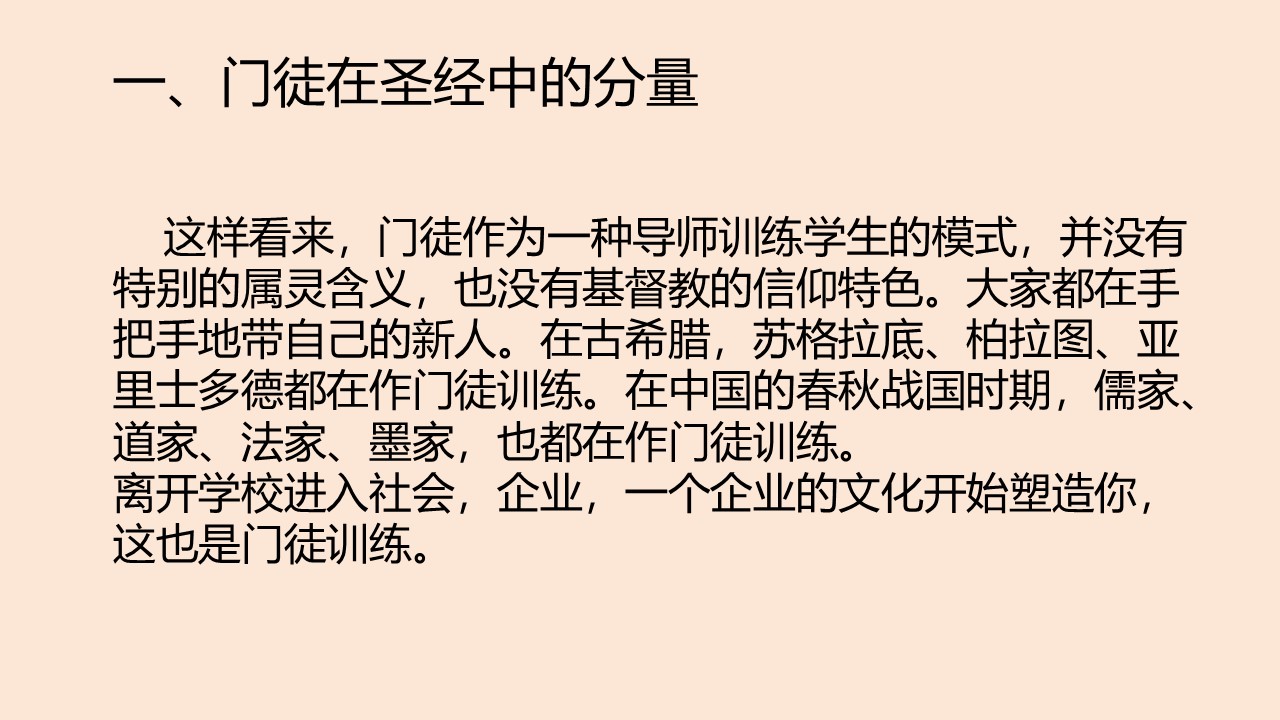 一、门徒在圣经中的分量
这样看来，门徒作为一种导师训练学生的模式，并没有
特别的属灵含义，也没有基督教的信仰特色。大家都在手
把手地带自己的新人。在古希腊，苏格拉底、柏拉图、亚
里士多德都在作门徒训练。在中国的春秋战国时期，儒家、
道家、法家、墨家，也都在作门徒训练。
离开学校进入社会，企业，一个企业的文化开始塑造你，
这也是门徒训练。